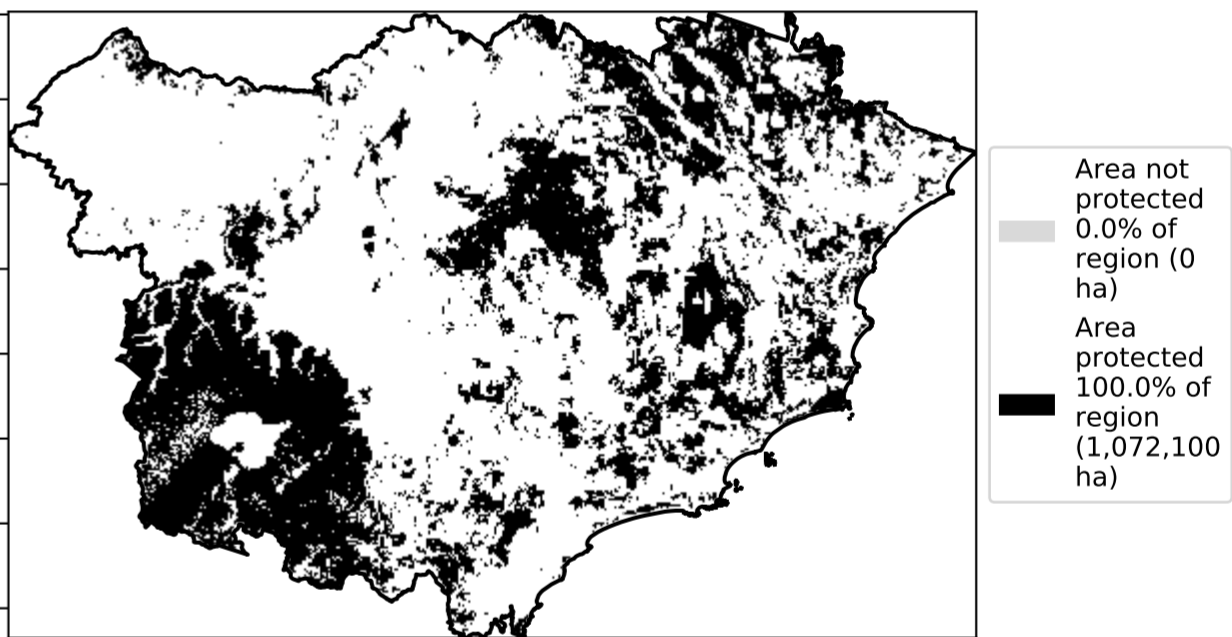 Area not
protected
0.0% of
region (0
ha)
Area
protected
100.0% of
region
(1,072,100
ha)